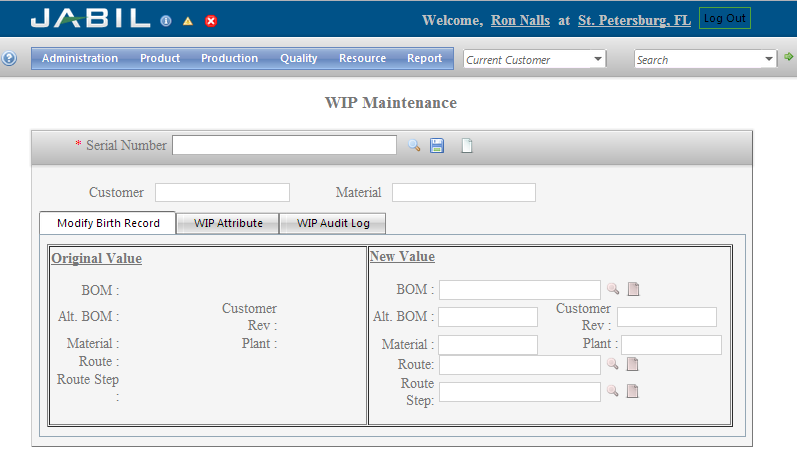 JABIL Welcome, Ron Nalls at St. Petersburg, FL Log Out
Administration Product Production Quality Resource Report Current Customer Search
WIP Maintenance
* Serial Number
Customer Material
Modify Birth Record WIP Attribute WIP Audit Log
Original Value New Value
BOM : BOM :
Alt. BOM : Customer Rev : Alt. BOM : Customer Rev :
Material : Plant : Material : Plant :
Route : Route:
Route Step : Route Step: